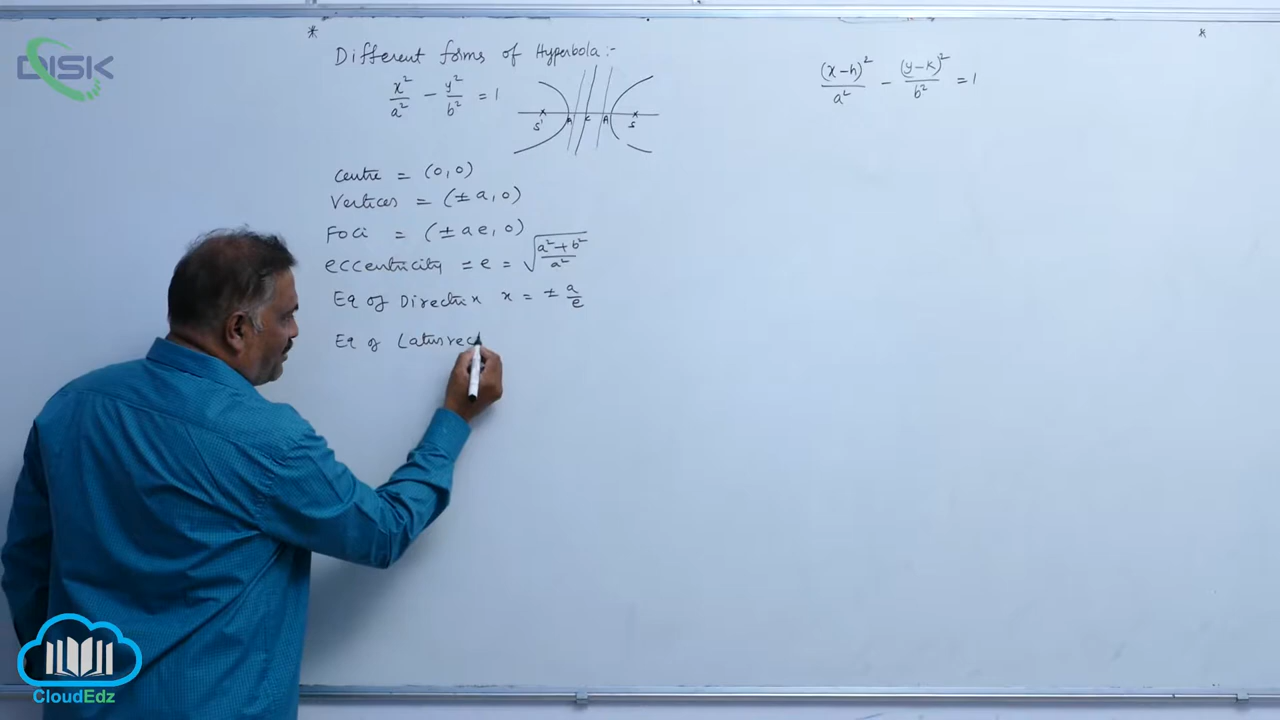 DISK
*
*
Different forms of Hyperbola:-
x²/a² - y²/b² = 1
S' A C A S
Centre = (0,0)
Vertices = (±a,0)
Foci = (±ae,0)
eccentricity = e = √((a²+b²)/a²)
Eq of Directrix x = ± a/e
Eq of Latusrec
(x-h)²/a² - (y-k)²/b² = 1
CloudEdz